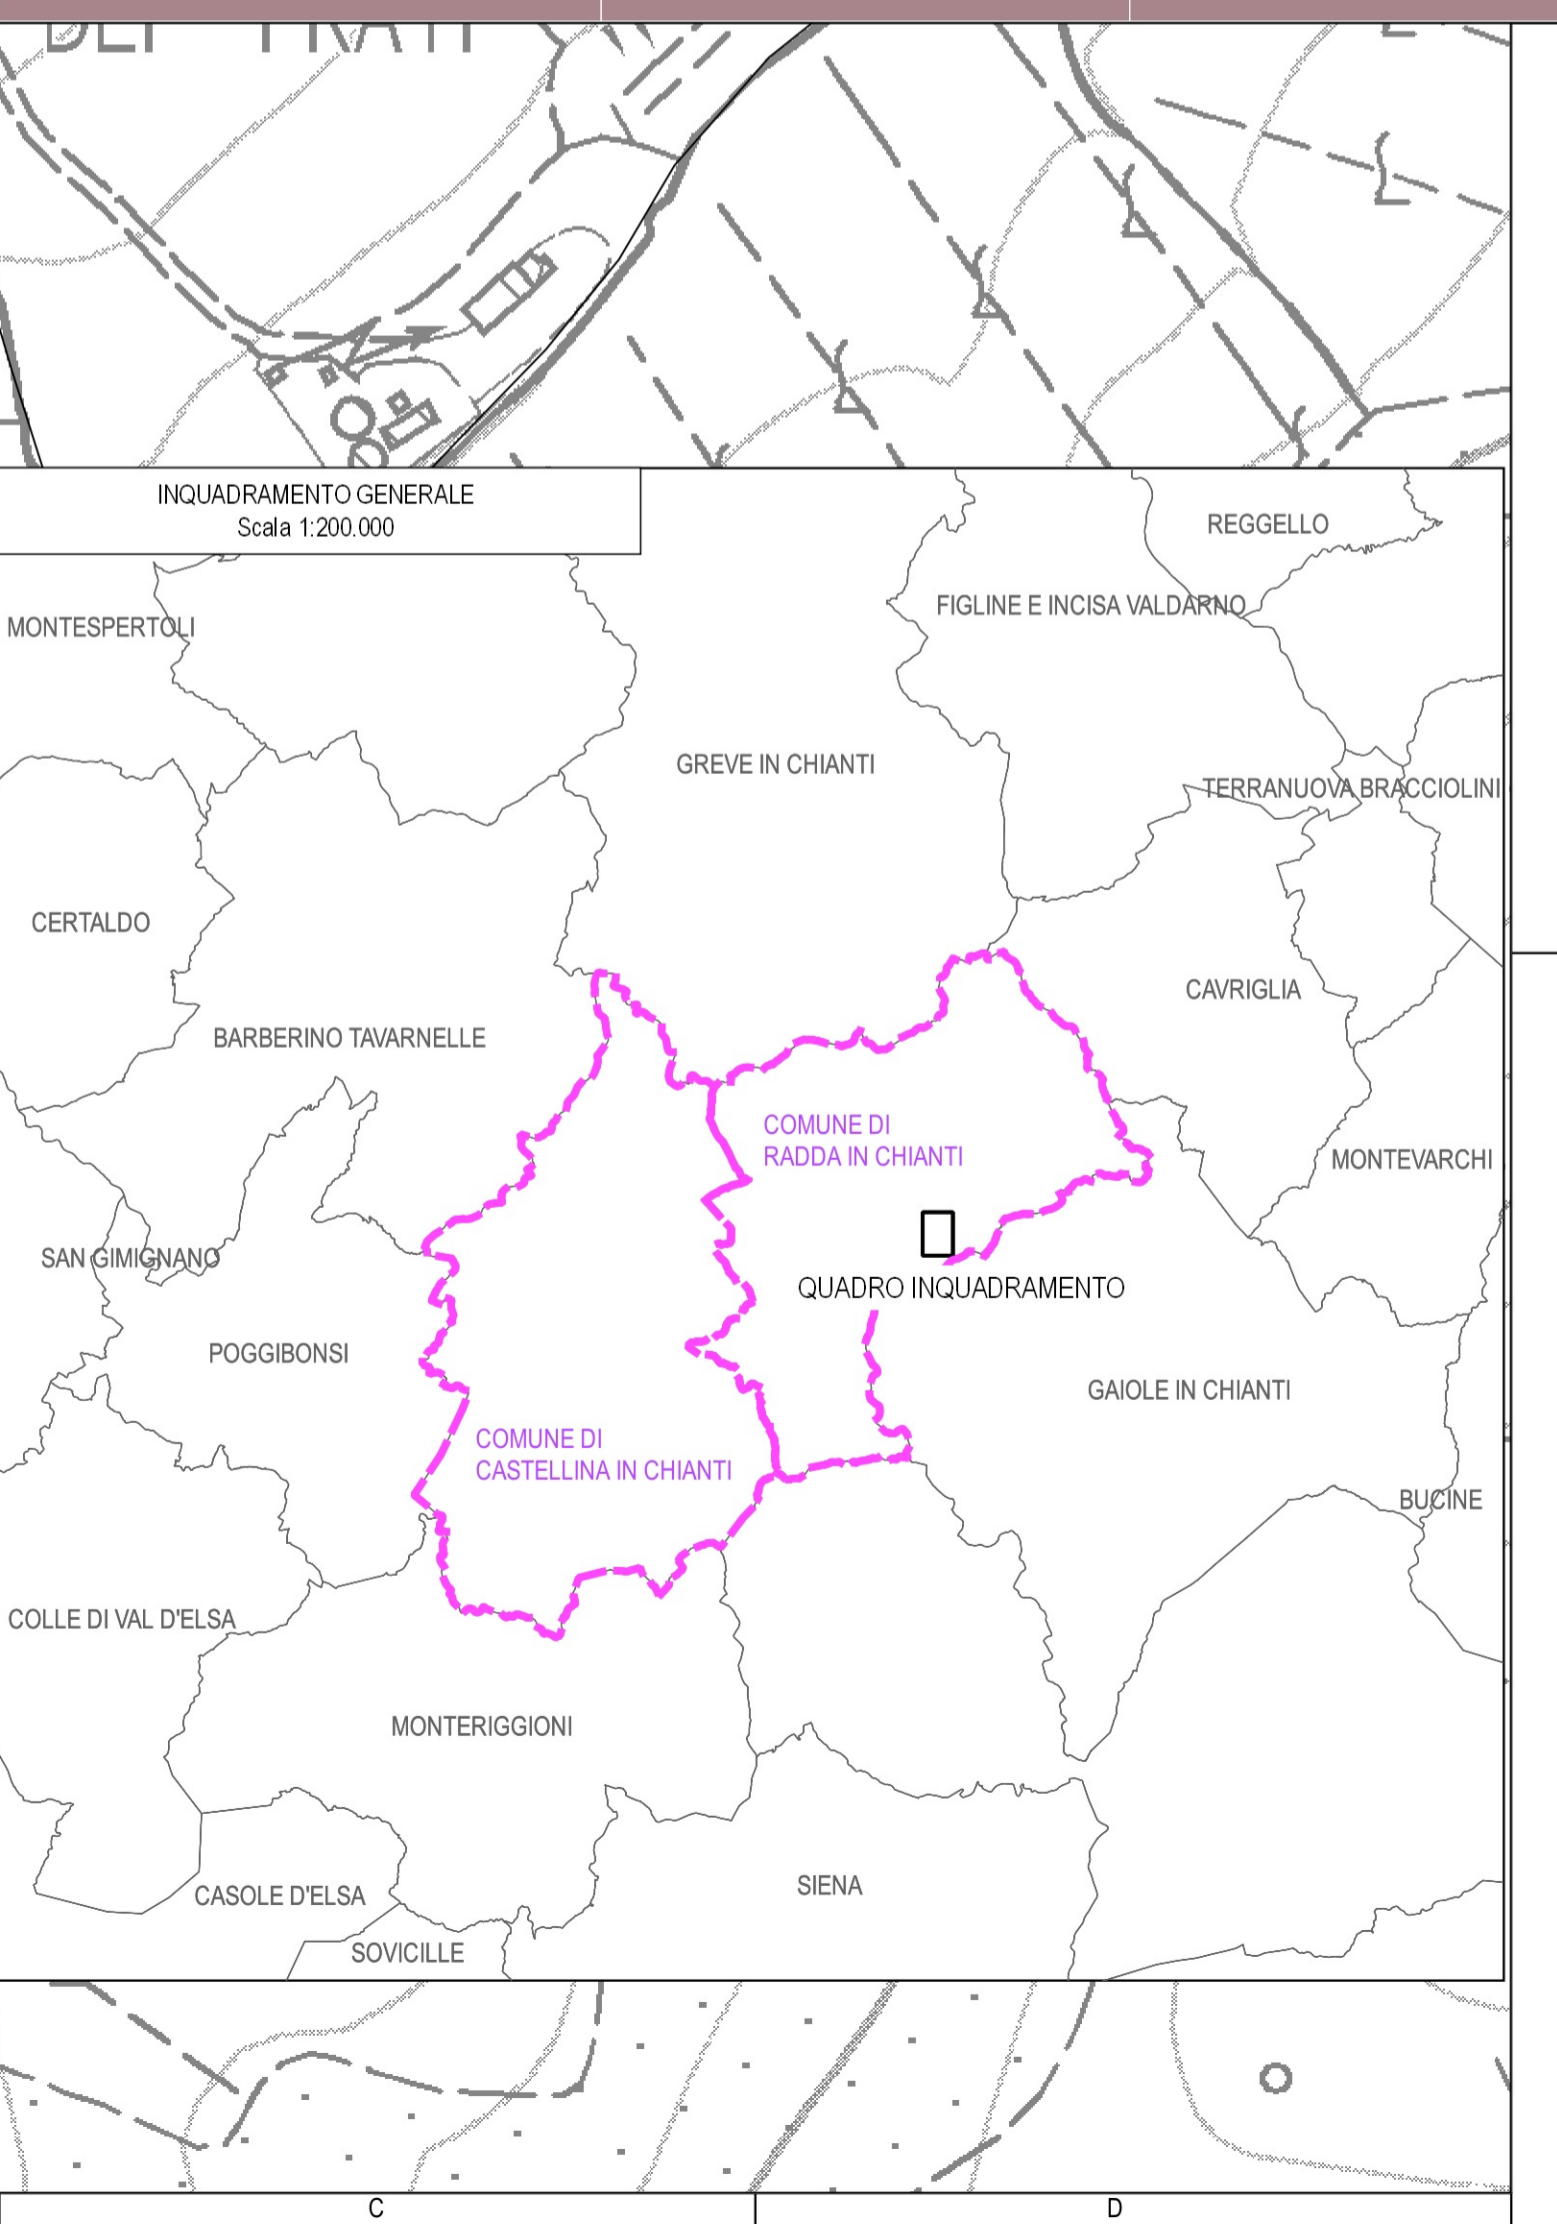 INQUADRAMENTO GENERALE
Scala 1:200.000
REGGELLO
FIGLINE E INCISA VALDARNO
MONTESPERTOLI
GREVE IN CHIANTI
TERRANUOVA BRACCIOLINI
CERTALDO
CAVRIGLIA
BARBERINO TAVARNELLE
COMUNE DI
RADDA IN CHIANTI
MONTEVARCHI
SAN GIMIGNANO
QUADRO INQUADRAMENTO
POGGIBONSI
GAIOLE IN CHIANTI
COMUNE DI
CASTELLINA IN CHIANTI
BUCINE
COLLE DI VAL D'ELSA
MONTERIGGIONI
SIENA
CASOLE D'ELSA
SOVICILLE
C
D